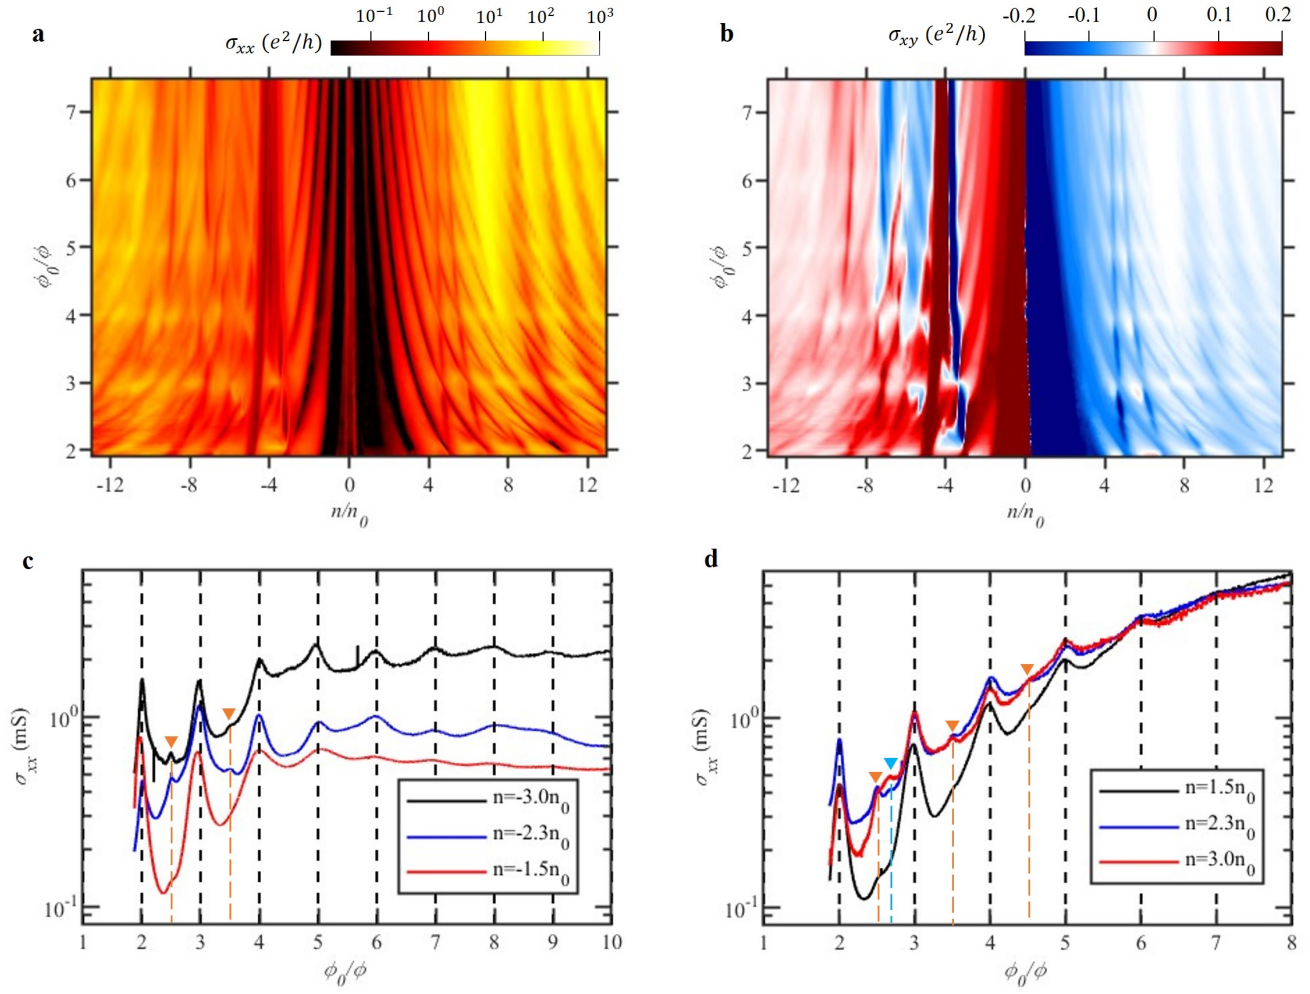 a
σxx (e²/h)
10⁻¹ 10⁰ 10¹ 10² 10³
ϕ0/ϕ
7
6
5
4
3
2
-12 -8 -4 0 4 8 12
n/n0
b
σxy (e²/h)
-0.2 -0.1 0 0.1 0.2
ϕ0/ϕ
7
6
5
4
3
2
-12 -8 -4 0 4 8 12
n/n0
c
σxx (mS)
10⁰
10⁻¹
n=-3.0n0
n=-2.3n0
n=-1.5n0
1 2 3 4 5 6 7 8 9 10
ϕ0/ϕ
d
σxx (mS)
10⁰
10⁻¹
n=1.5n0
n=2.3n0
n=3.0n0
1 2 3 4 5 6 7 8
ϕ0/ϕ